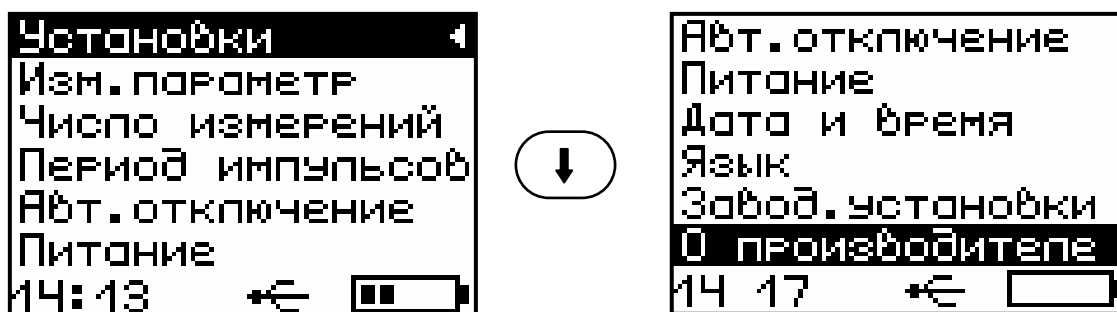 Установки
Изм.параметр
Число измерений
Период импульсов
Авт.отключение
Питание
14:13
Авт.отключение
Питание
Дата и время
Язык
Завод.установки
О производителе
14 17